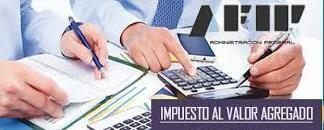 AFIP
ADMINISTRACION FEDERAL
IMPUESTO AL VALOR AGREGADO